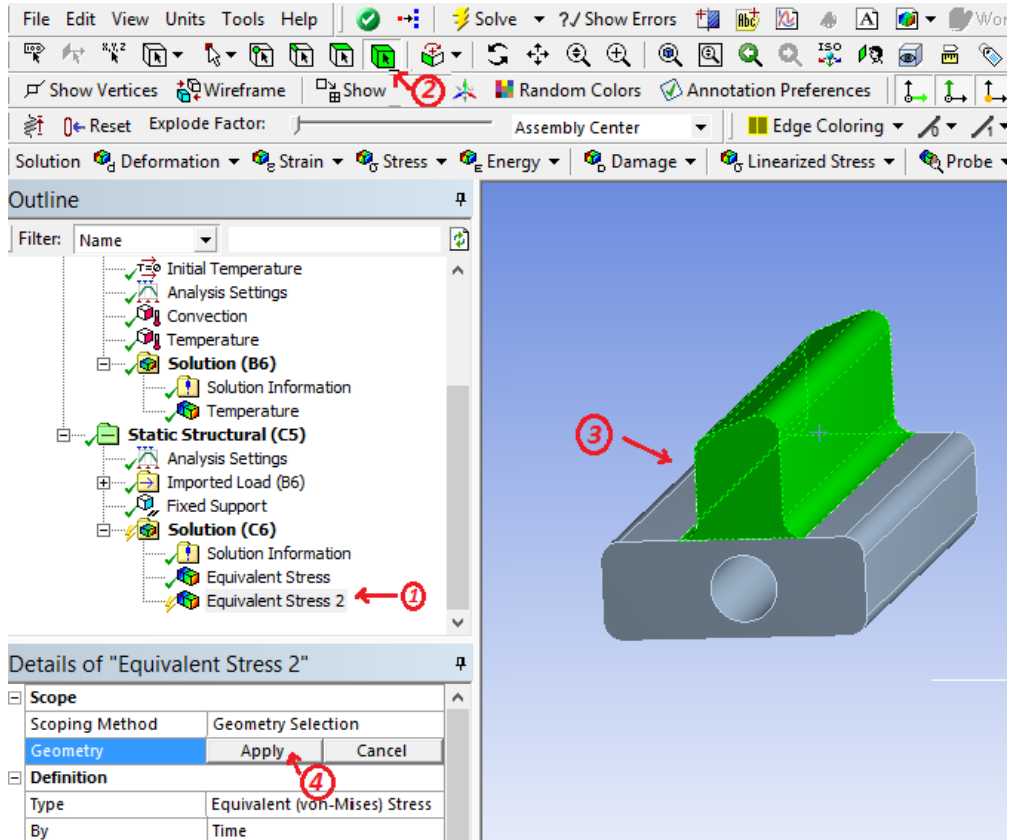 File Edit View Units Tools Help Solve ?/ Show Errors Abc A Wor
x,y,z ISO
Show Vertices Wireframe Show 2 Random Colors Annotation Preferences
Reset Explode Factor: Assembly Center Edge Coloring
Solution Deformation Strain Stress Energy Damage Linearized Stress Probe
Outline
Filter: Name
T=0 Initial Temperature
Analysis Settings
Convection
Temperature
Solution (B6)
Solution Information
Temperature
Static Structural (C5)
Analysis Settings
Imported Load (B6)
Fixed Support
Solution (C6)
Solution Information
Equivalent Stress
Equivalent Stress 2 1
3
Details of "Equivalent Stress 2"
Scope
Scoping Method Geometry Selection
Geometry Apply Cancel
4
Definition
Type Equivalent (von-Mises) Stress
By Time